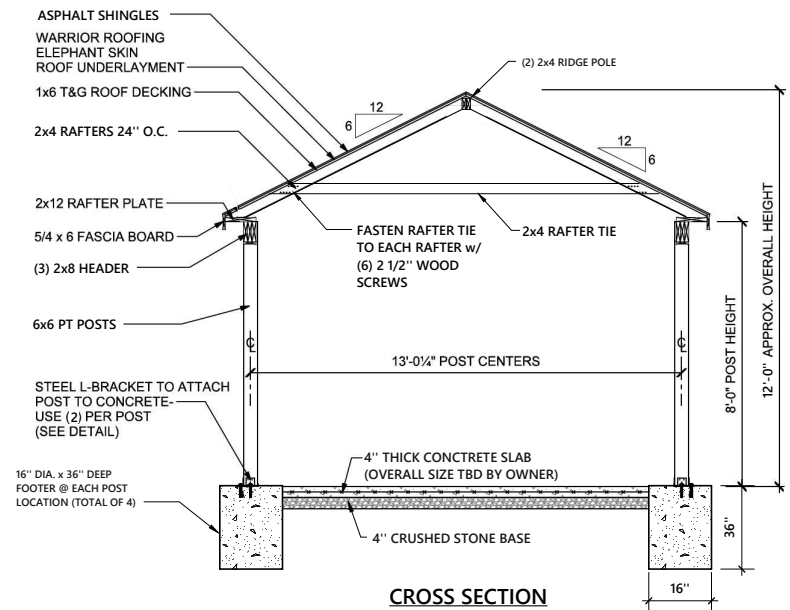 ASPHALT SHINGLES
WARRIOR ROOFING
ELEPHANT SKIN
ROOF UNDERLAYMENT
1x6 T&G ROOF DECKING
2x4 RAFTERS 24'' O.C.
2x12 RAFTER PLATE
5/4 x 6 FASCIA BOARD
(3) 2x8 HEADER
6x6 PT POSTS
STEEL L-BRACKET TO ATTACH
POST TO CONCRETE-
USE (2) PER POST
(SEE DETAIL)
16'' DIA. x 36'' DEEP
FOOTER @ EACH POST
LOCATION (TOTAL OF 4)
(2) 2x4 RIDGE POLE
12
6
12
6
FASTEN RAFTER TIE
TO EACH RAFTER w/
(6) 2 1/2'' WOOD
SCREWS
2x4 RAFTER TIE
℄
℄
13'-0¼" POST CENTERS
4'' THICK CONCTRETE SLAB
(OVERALL SIZE TBD BY OWNER)
4'' CRUSHED STONE BASE
8'-0" POST HEIGHT
12'-0'' APPROX. OVERALL HEIGHT
36''
16''
CROSS SECTION